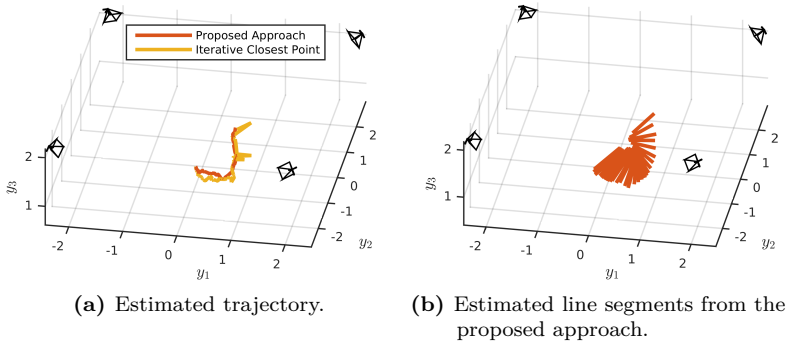 Proposed Approach
Iterative Closest Point
2
1
y3
-2
-1
0
1
2
y1
2
1
0
-1
-2
y2
(a) Estimated trajectory.
2
1
y3
-2
-1
0
1
2
y1
2
1
0
-1
-2
y2
(b) Estimated line segments from the
proposed approach.